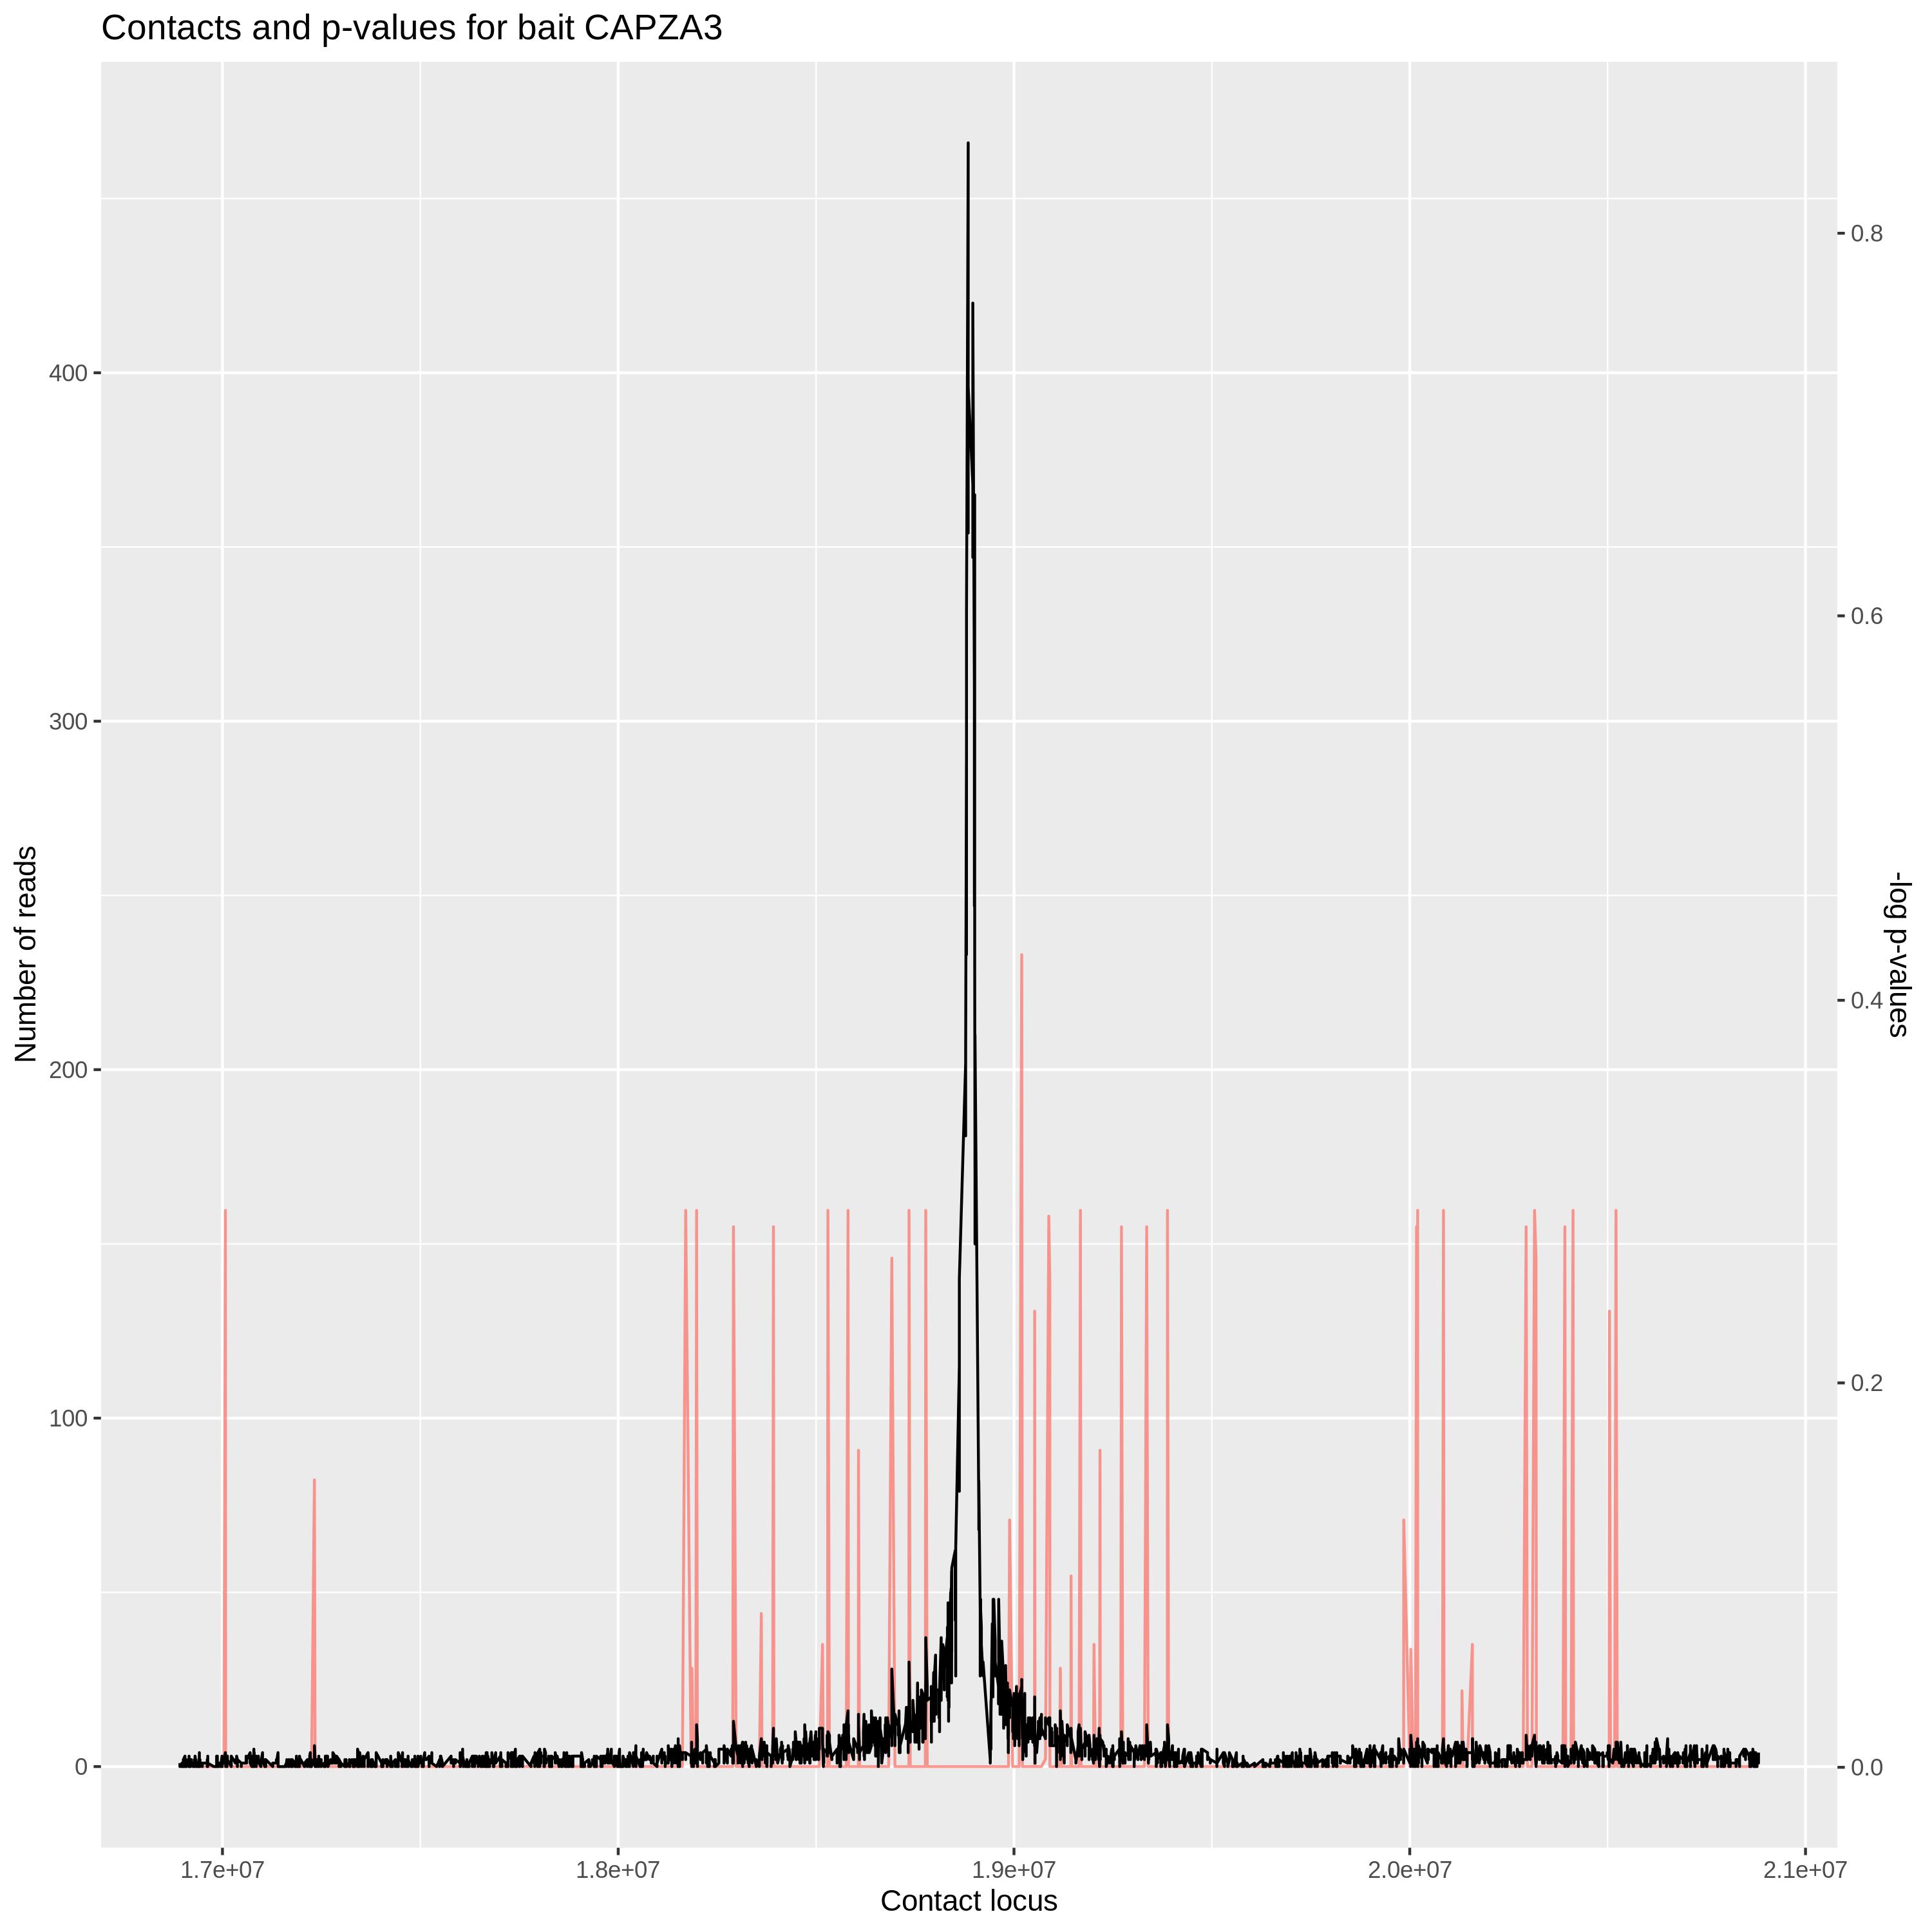 Contacts and p-values for bait CAPZA3
Number of reads
400
300
200
100
0
0.8
0.6
0.4
0.2
0.0
-log p-values
1.7e+07 1.8e+07 1.9e+07 2.0e+07 2.1e+07
Contact locus